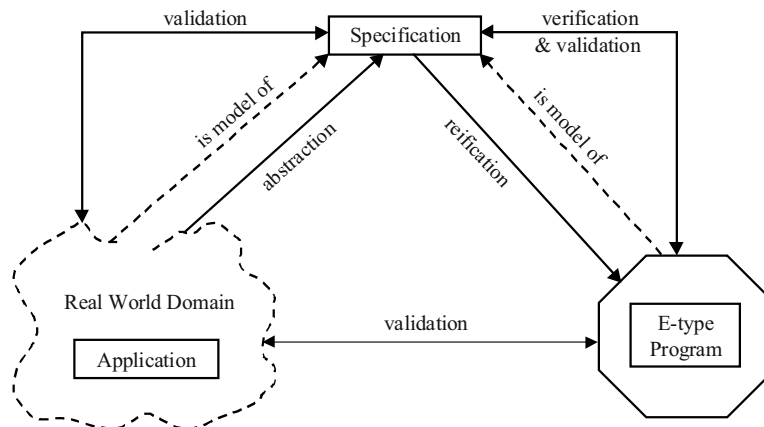 validation
Specification
verification
& validation
is model of
abstraction
reification
is model of
Real World Domain
Application
validation
E-type
Program